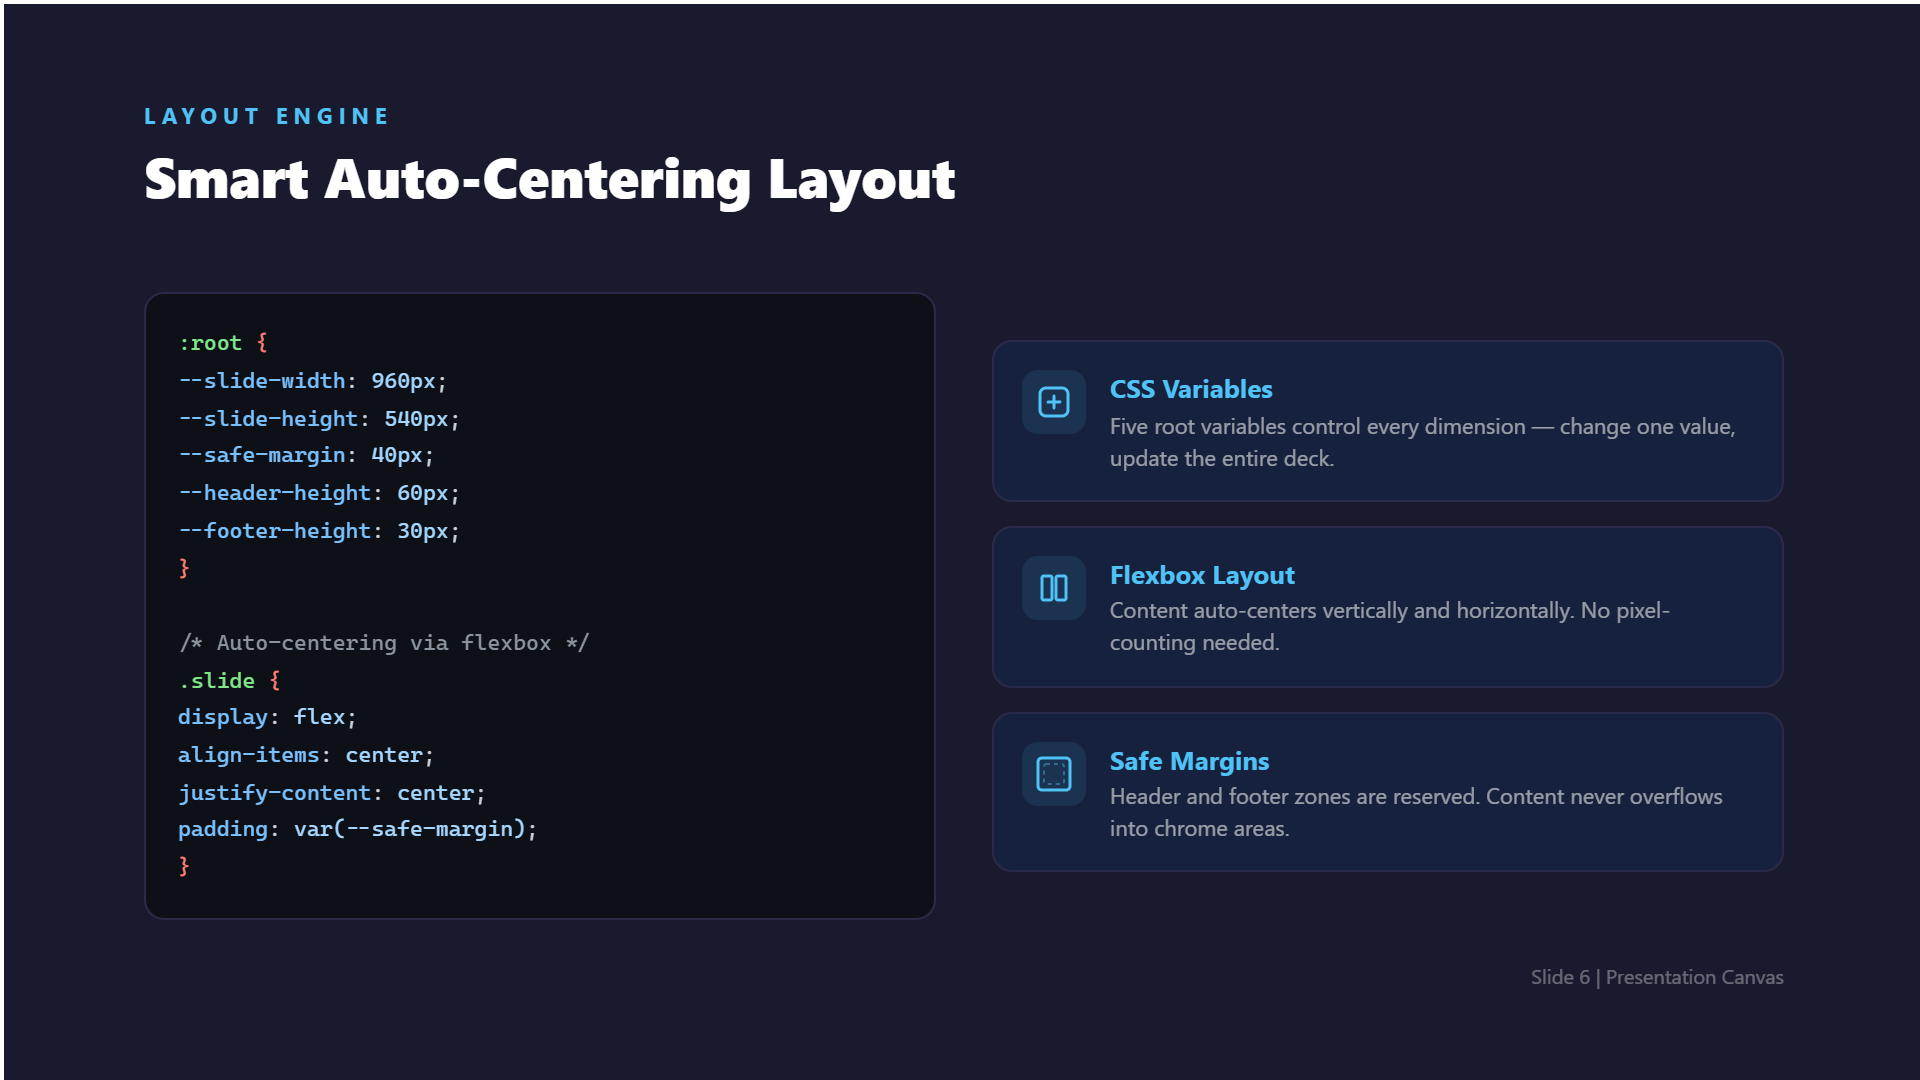 LAYOUT ENGINE
Smart Auto-Centering Layout
:root {
--slide-width: 960px;
--slide-height: 540px;
--safe-margin: 40px;
--header-height: 60px;
--footer-height: 30px;
}
/* Auto-centering via flexbox */
.slide {
display: flex;
align-items: center;
justify-content: center;
padding: var(--safe-margin);
}
CSS Variables
Five root variables control every dimension — change one value,
update the entire deck.
Flexbox Layout
Content auto-centers vertically and horizontally. No pixel-
counting needed.
Safe Margins
Header and footer zones are reserved. Content never overflows
into chrome areas.
Slide 6 | Presentation Canvas